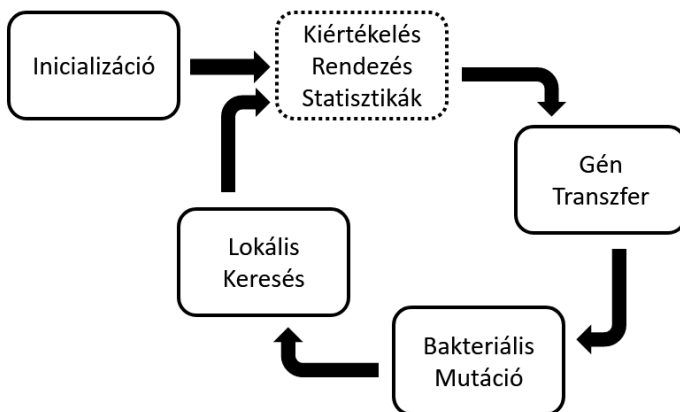 Inicializáció
Kiértékelés
Rendezés
Statisztikák
Gén
Transzfer
Bakteriális
Mutáció
Lokális
Keresés